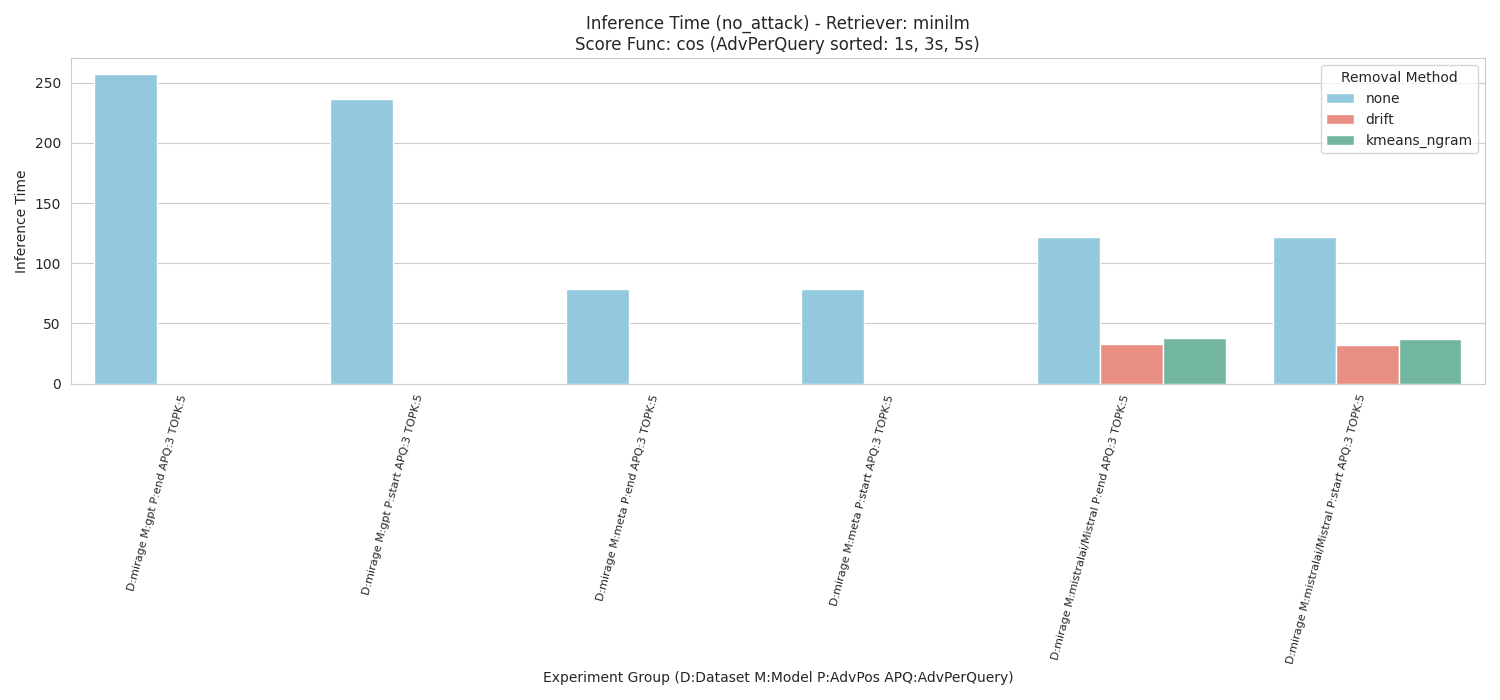 Inference Time (no_attack) - Retriever: minilm
Score Func: cos (AdvPerQuery sorted: 1s, 3s, 5s)
Removal Method
none
drift
kmeans_ngram
Inference Time
250
200
150
100
50
0
D:mirage M:gpt P:end APQ:3 TOPK:5
D:mirage M:gpt P:start APQ:3 TOPK:5
D:mirage M:meta P:end APQ:3 TOPK:5
D:mirage M:meta P:start APQ:3 TOPK:5
D:mirage M:mistralai/Mistral P:end APQ:3 TOPK:5
D:mirage M:mistralai/Mistral P:start APQ:3 TOPK:5
Experiment Group (D:Dataset M:Model P:AdvPos APQ:AdvPerQuery)